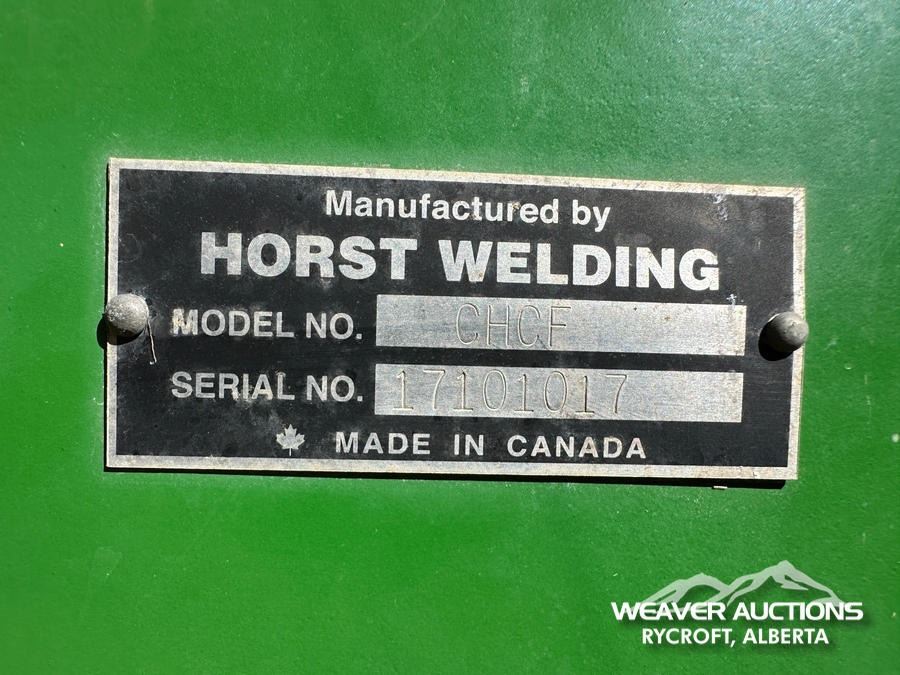 Manufactured by
HORST WELDING
MODEL NO. CHCF
SERIAL NO. 17101017
MADE IN CANADA
WEAVER AUCTIONS
RYCROFT, ALBERTA